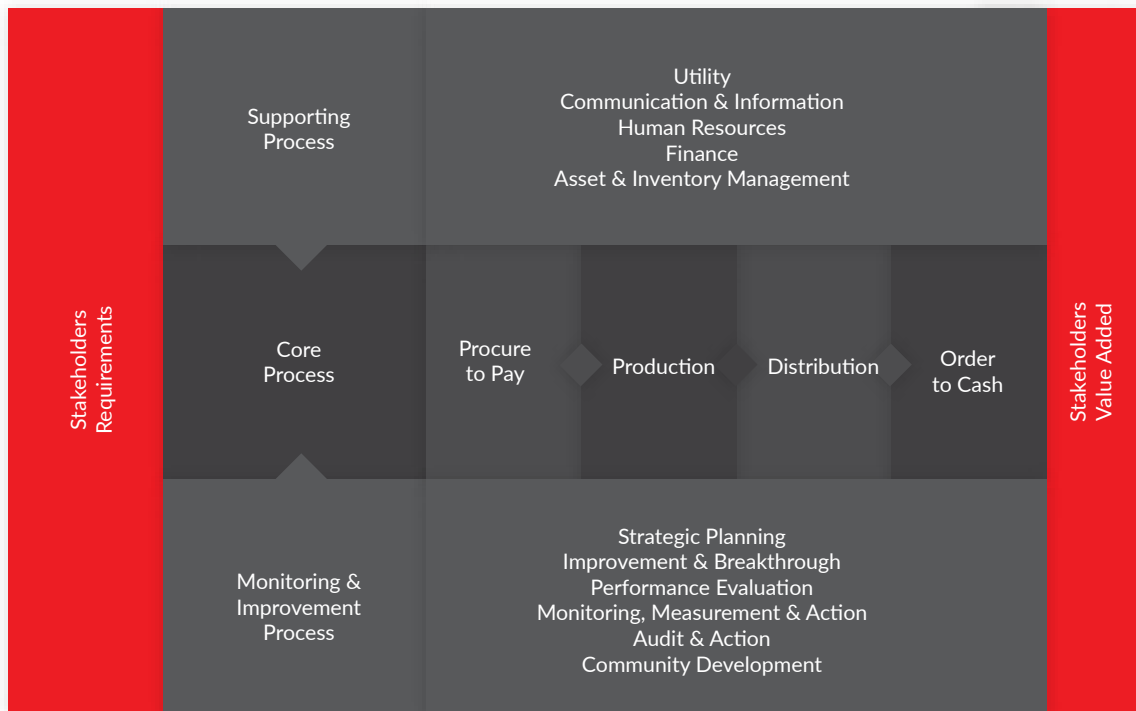 Stakeholders
Requirements
Supporting
Process
Utility
Communication & Information
Human Resources
Finance
Asset & Inventory Management
Core
Process
Procure
to Pay
Production
Distribution
Order
to Cash
Monitoring &
Improvement
Process
Strategic Planning
Improvement & Breakthrough
Performance Evaluation
Monitoring, Measurement & Action
Audit & Action
Community Development
Stakeholders
Value Added